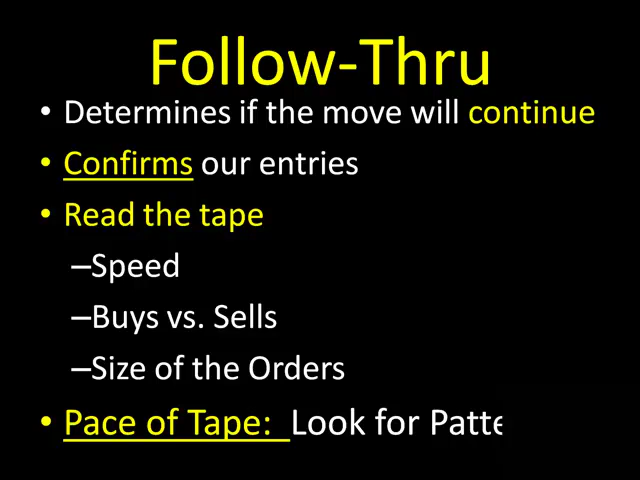 Follow-Thru
• Determines if the move will continue
• Confirms our entries
• Read the tape
–Speed
–Buys vs. Sells
–Size of the Orders
• Pace of Tape: Look for